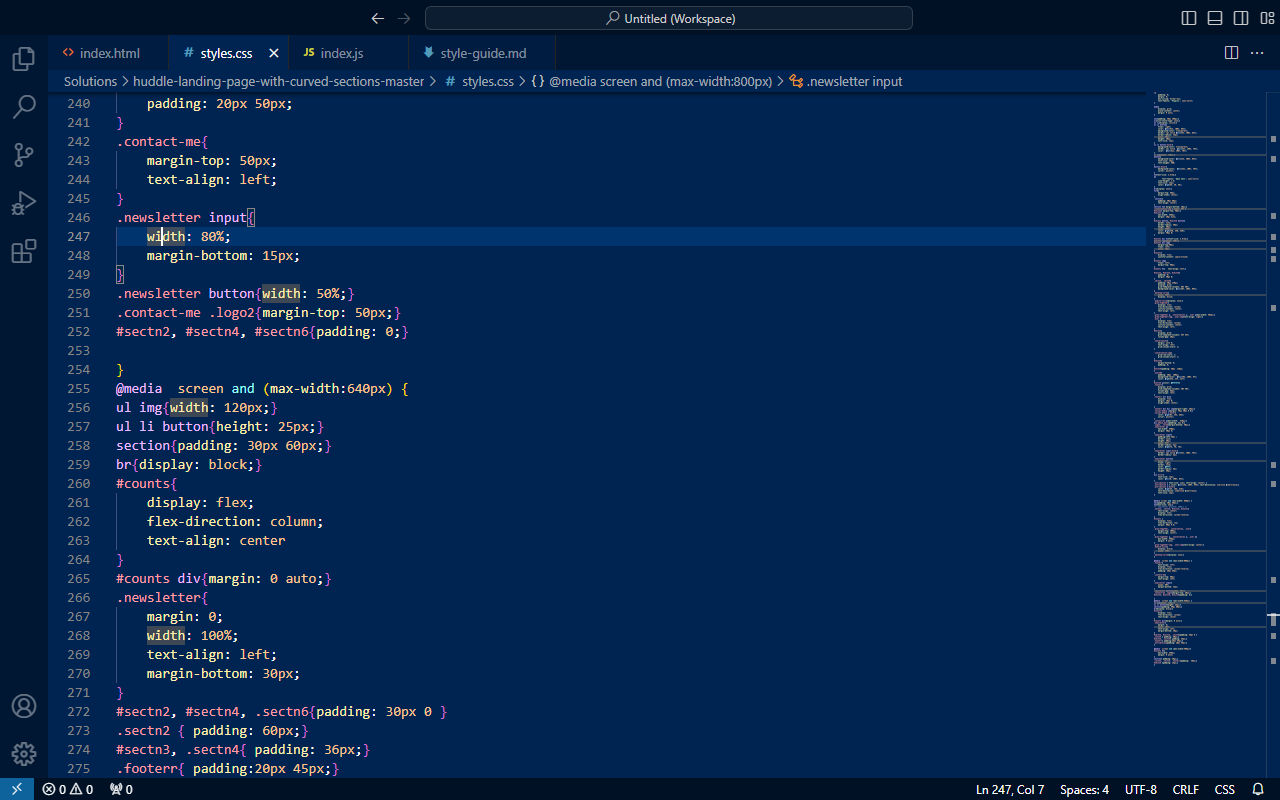 Untitled (Workspace)
index.html
# styles.css
JS index.js
style-guide.md
Solutions > huddle-landing-page-with-curved-sections-master > # styles.css > {} @media screen and (max-width:800px) > .newsletter input
240 padding: 20px 50px;
241 }
242 .contact-me{
243 margin-top: 50px;
244 text-align: left;
245 }
246 .newsletter input{
247 width: 80%;
248 margin-bottom: 15px;
249 }
250 .newsletter button{width: 50%;}
251 .contact-me .logo2{margin-top: 50px;}
252 #sectn2, #sectn4, #sectn6{padding: 0;}
253
254 }
255 @media  screen and (max-width:640px) {
256 ul img{width: 120px;}
257 ul li button{height: 25px;}
258 section{padding: 30px 60px;}
259 br{display: block;}
260 #counts{
261 display: flex;
262 flex-direction: column;
263 text-align: center
264 }
265 #counts div{margin: 0 auto;}
266 .newsletter{
267 margin: 0;
268 width: 100%;
269 text-align: left;
270 margin-bottom: 30px;
271 }
272 #sectn2, #sectn4, .sectn6{padding: 30px 0 }
273 .sectn2 { padding: 60px;}
274 #sectn3, .sectn4{ padding: 36px;}
275 .footerr{ padding:20px 45px;}
0 0 0 Ln 247, Col 7 Spaces: 4 UTF-8 CRLF CSS